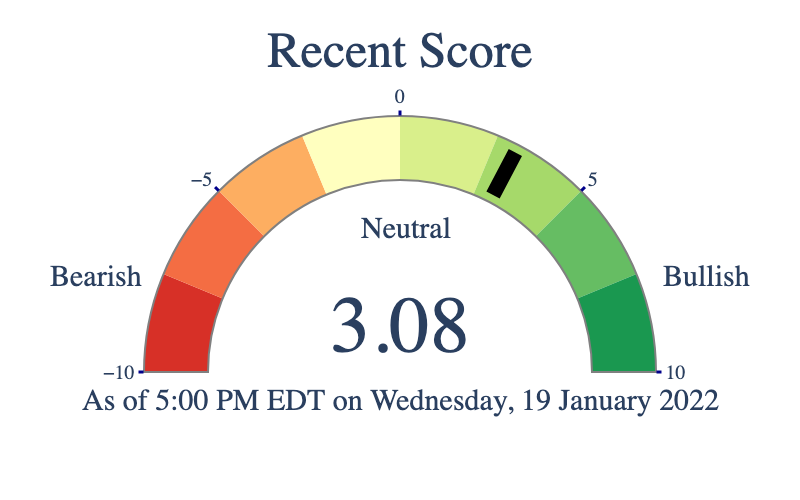 Recent Score
0
−5
5
Neutral
Bearish
Bullish
3.08
−10
10
As of 5:00 PM EDT on Wednesday, 19 January 2022